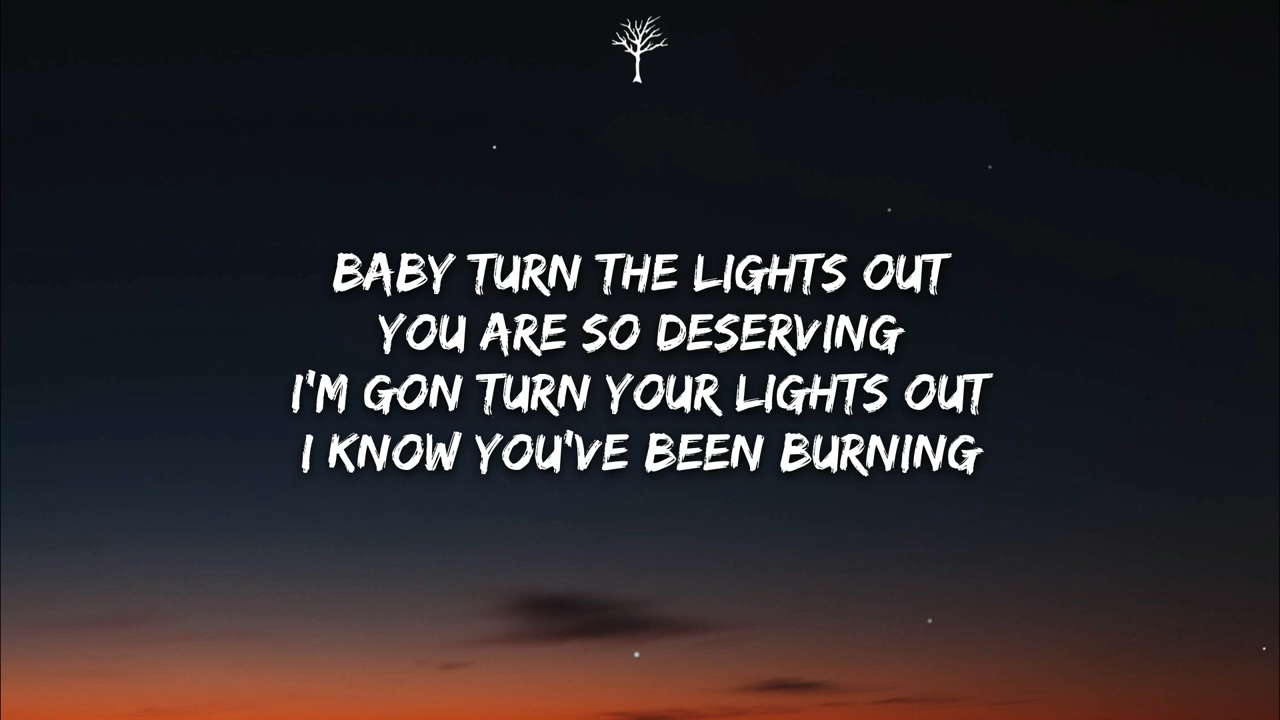 BABY TURN THE LIGHTS OUT
YOU ARE SO DESERVING
I'M GON TURN YOUR LIGHTS OUT
I KNOW YOU'VE BEEN BURNING